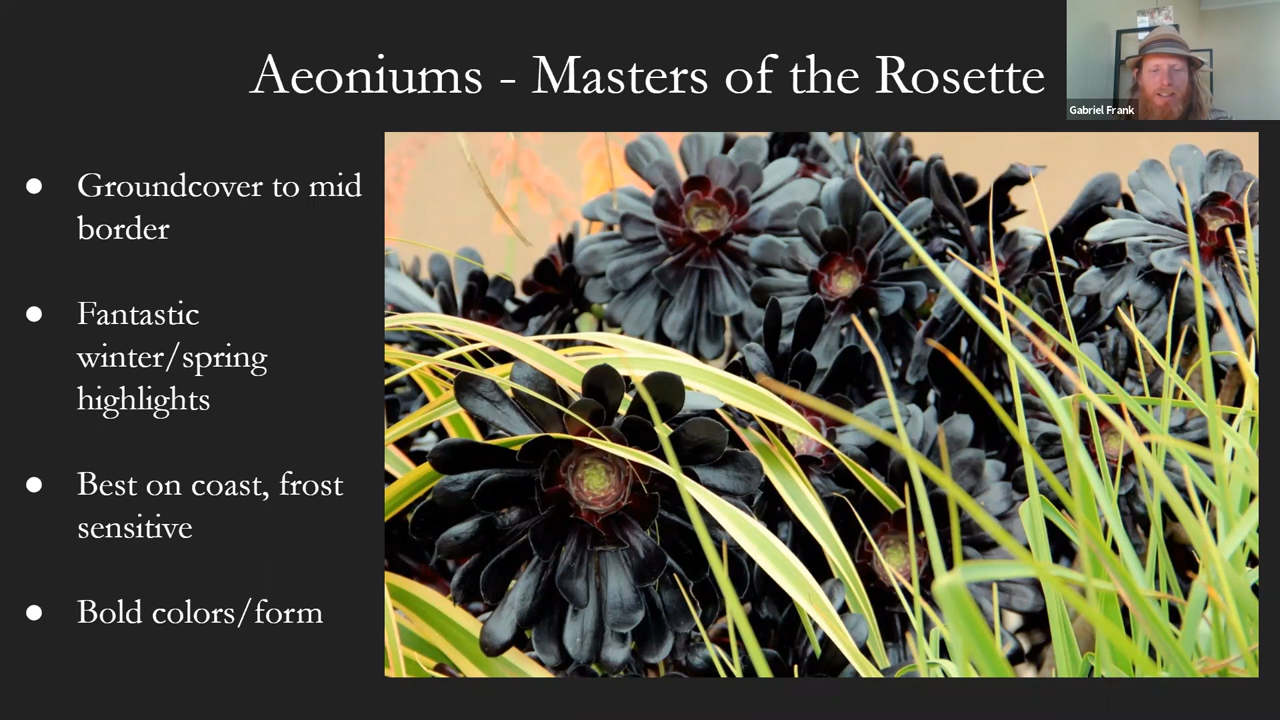 Aeoniums - Masters of the Rosette
Gabriel Frank
● Groundcover to mid
border
● Fantastic
winter/spring
highlights
● Best on coast, frost
sensitive
● Bold colors/form